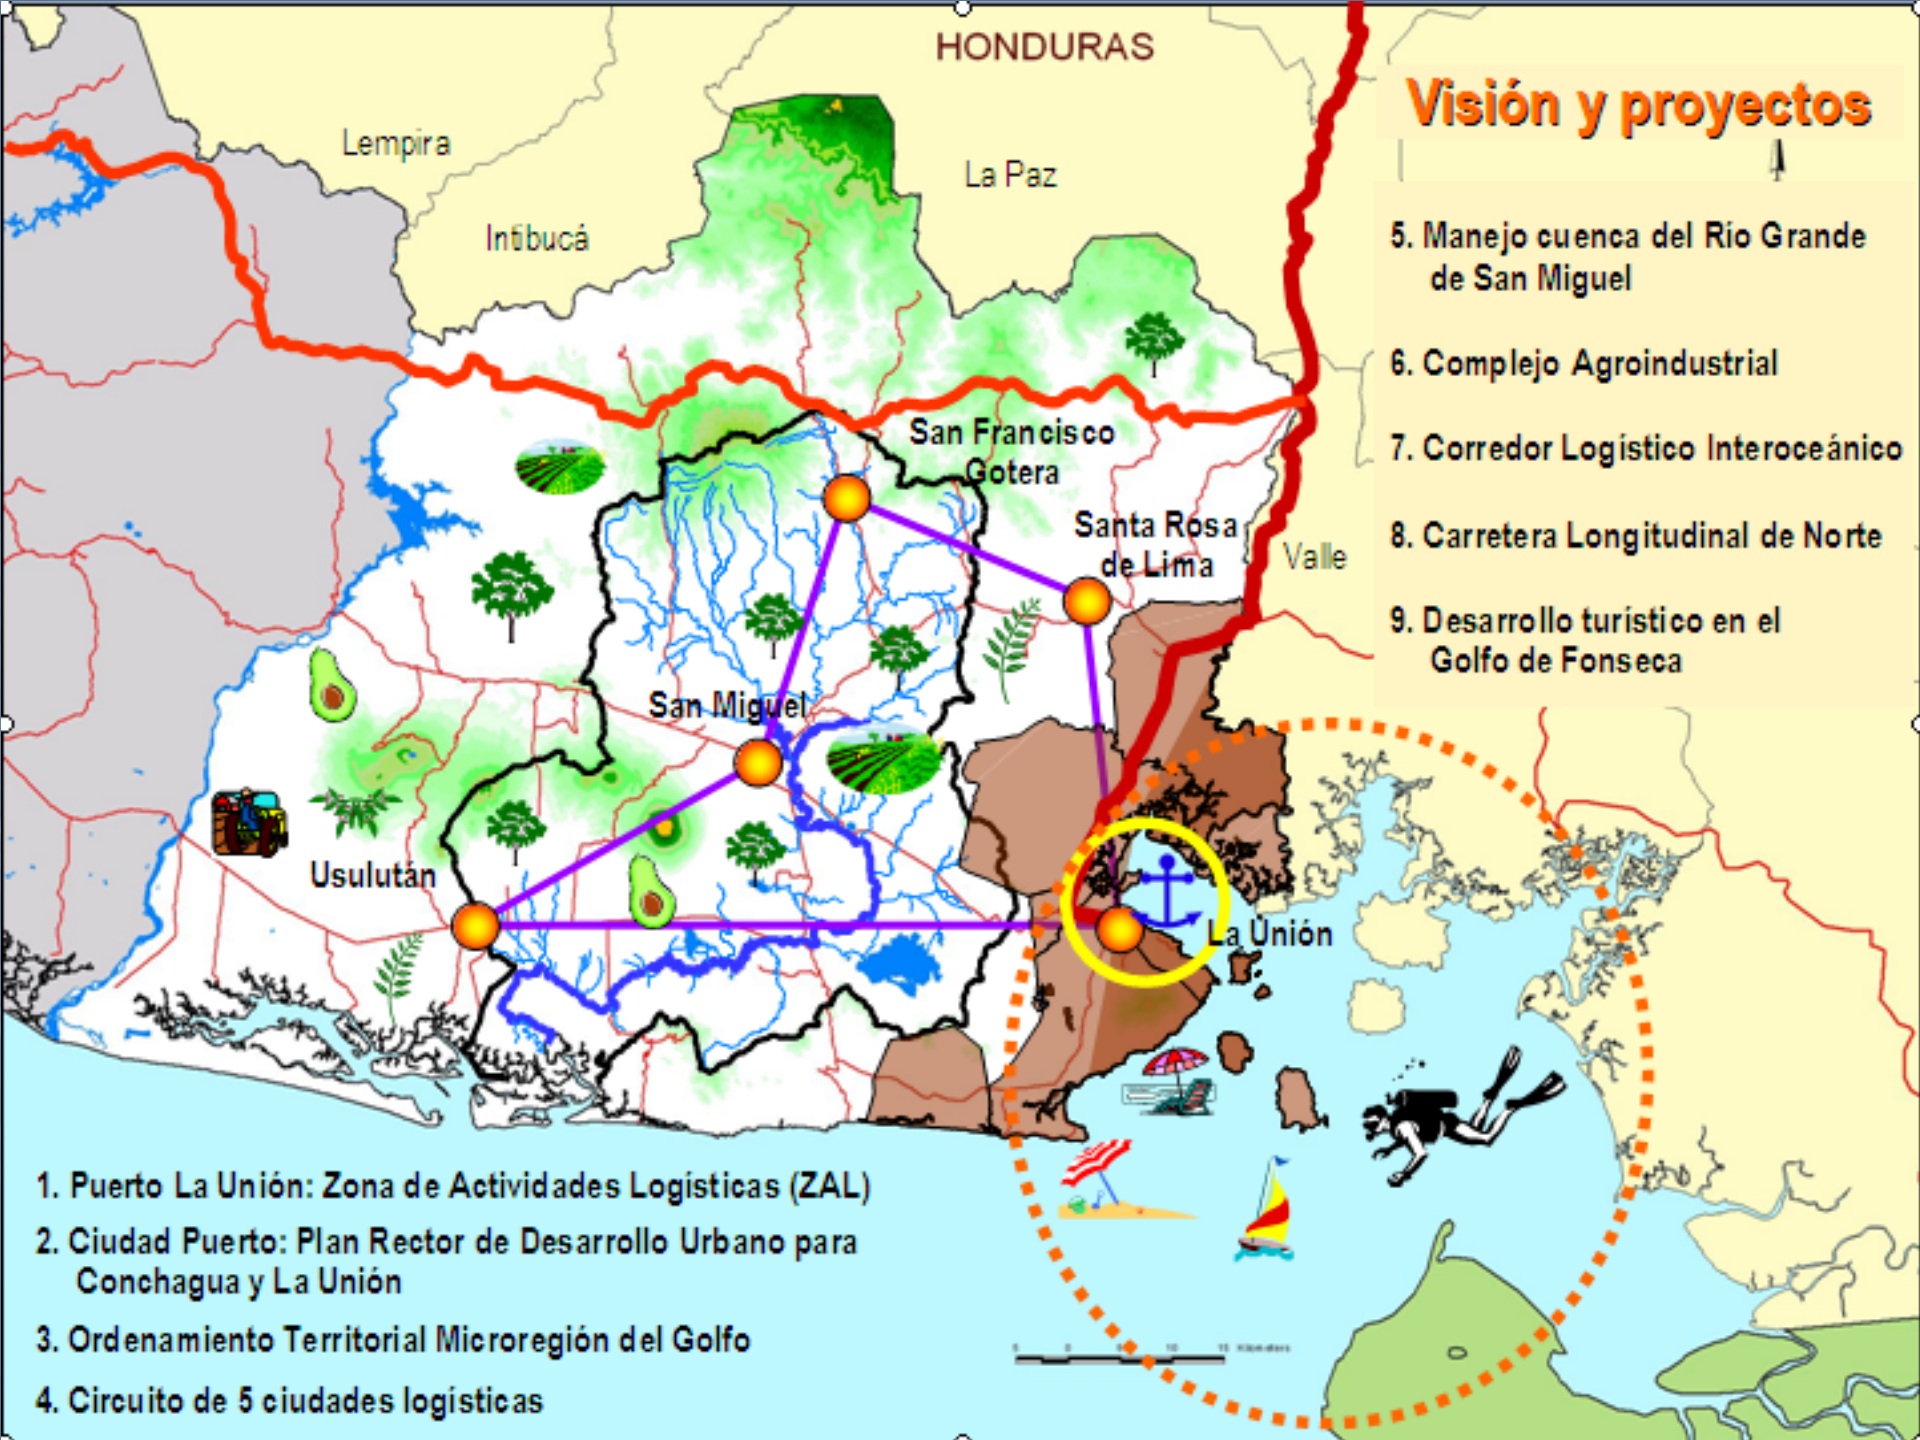 HONDURAS
Visión y proyectos
Lempira
La Paz
Intibucá
5. Manejo cuenca del Río Grande
de San Miguel
6. Complejo Agroindustrial
7. Corredor Logístico Interoceánico
8. Carretera Longitudinal de Norte
9. Desarrollo turístico en el
Golfo de Fonseca
San Francisco
Gotera
Santa Rosa
de Lima
Valle
San Miguel
Usulután
La Unión
1. Puerto La Unión: Zona de Actividades Logísticas (ZAL)
2. Ciudad Puerto: Plan Rector de Desarrollo Urbano para
Conchagua y La Unión
3. Ordenamiento Territorial Microregión del Golfo
4. Circuito de 5 ciudades logísticas